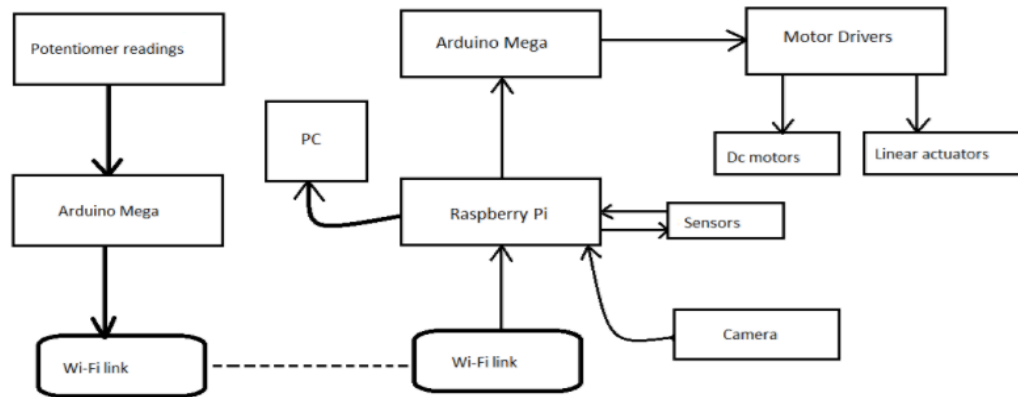 Potentiomer readings
Arduino Mega
Motor Drivers
PC
Dc motors
Linear actuators
Arduino Mega
Raspberry Pi
Sensors
Camera
Wi-Fi link
Wi-Fi link